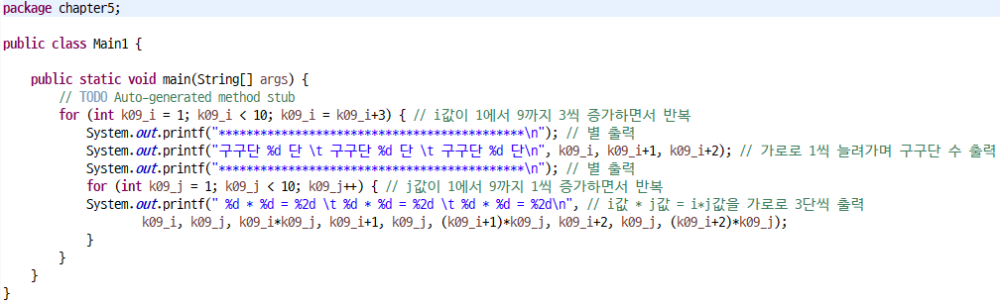 package chapter5;
public class Main1 {
public static void main(String[] args) {
// TODO Auto-generated method stub
for (int k09_i = 1; k09_i < 10; k09_i = k09_i+3) { // i값이 1에서 9까지 3씩 증가하면서 반복
System.out.printf("********************************************\n"); // 별 출력
System.out.printf("구구단 %d 단 \t 구구단 %d 단 \t 구구단 %d 단\n", k09_i, k09_i+1, k09_i+2); // 가로로 1씩 늘려가며 구구단 수 출력
System.out.printf("********************************************\n"); // 별 출력
for (int k09_j = 1; k09_j < 10; k09_j++) { // j값이 1에서 9까지 1씩 증가하면서 반복
System.out.printf(" %d * %d = %2d \t %d * %d = %2d \t %d * %d = %2d\n", // i값 * j값 = i*j값을 가로로 3단씩 출력
k09_i, k09_j, k09_i*k09_j, k09_i+1, k09_j, (k09_i+1)*k09_j, k09_i+2, k09_j, (k09_i+2)*k09_j);
}
}
}
}